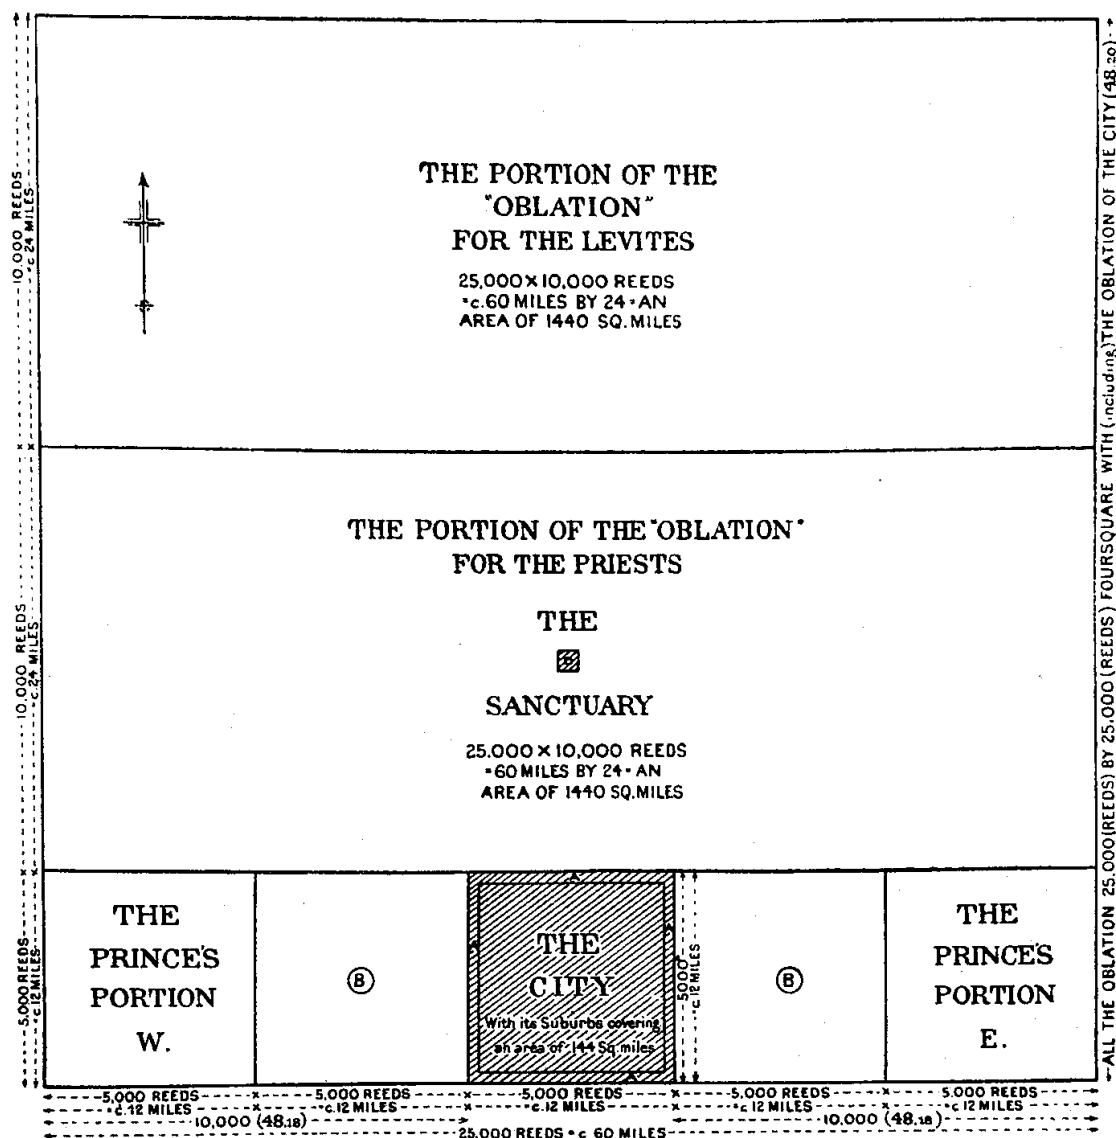 THE PORTION OF THE
"OBLATION"
FOR THE LEVITES
25,000 × 10,000 REEDS
=c. 60 MILES BY 24 = AN
AREA OF 1440 SQ. MILES
10,000 REEDS
=c 24 MILES
THE PORTION OF THE "OBLATION"
FOR THE PRIESTS
THE
SANCTUARY
25.000 × 10,000 REEDS
=60 MILES BY 24 = AN
AREA OF 1440 SQ. MILES
10,000 REEDS
=c. 24 MILES
ALL THE OBLATION 25.000 (REEDS) BY 25.000 (REEDS) FOURSQUARE WITH (including) THE OBLATION OF THE CITY (48.20)
THE
PRINCE'S
PORTION
W.
B
THE
CITY
With its Suburbs covering
an area of 144 Sq. miles
5000
=c. 12 MILES
B
THE
PRINCE'S
PORTION
E.
5,000 REEDS
=c. 12 MILES
5,000 REEDS × 5,000 REEDS × 5,000 REEDS × 5,000 REEDS × 5.000 REEDS
=c. 12 MILES × =c. 12 MILES × =c. 12 MILES × =c 12 MILES × =c 12 MILES
10,000 (48.18) 10,000 (48.18)
25,000 REEDS = c 60 MILES